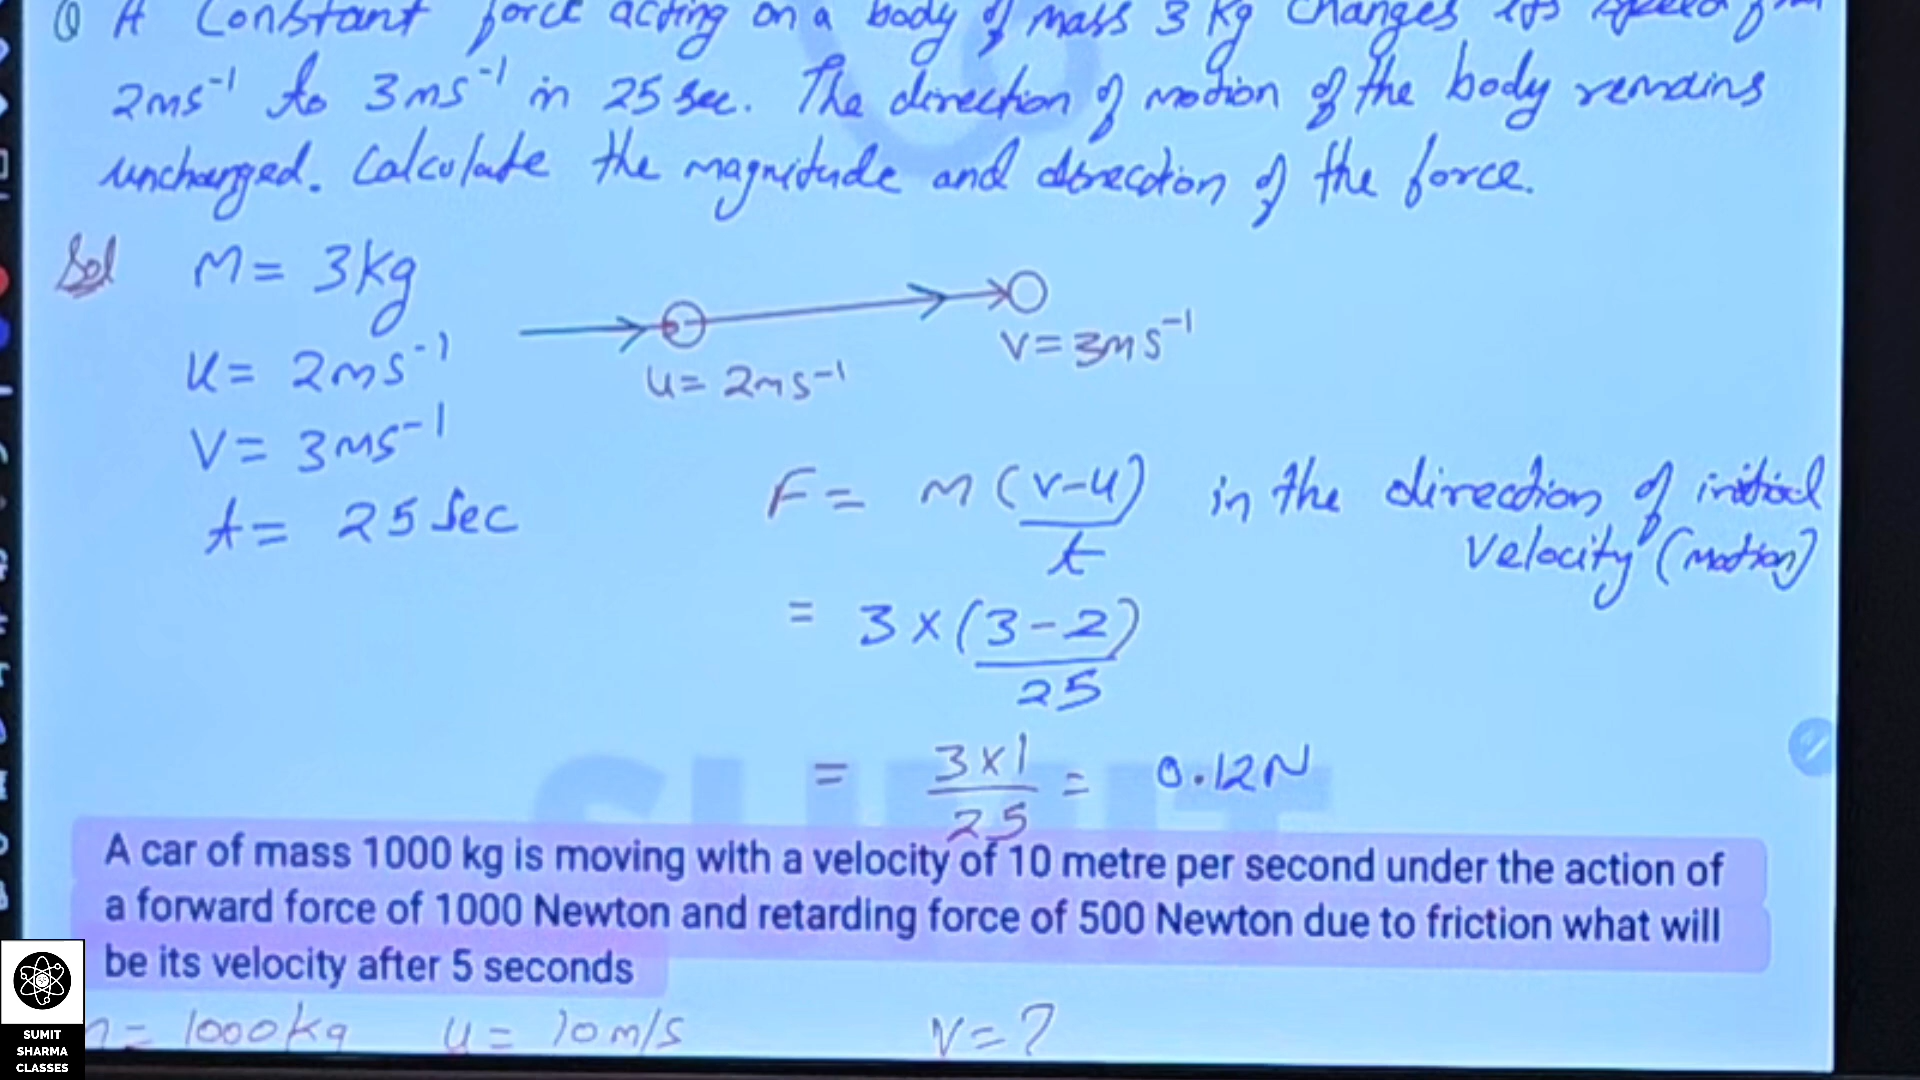 Q A Constant force acting on a body of mass 3 kg changes its speed from
2ms⁻¹ to 3ms⁻¹ in 25 sec. The direction of motion of the body remains
unchanged. Calculate the magnitude and direction of the force.
Sol M = 3kg
u = 2ms⁻¹
v = 3ms⁻¹
t = 25 Sec
u = 2ms⁻¹
v = 3ms⁻¹
F = M (v-u)/t in the direction of initial
velocity (motion)
= 3 × (3-2)/25
= 3×1/25 = 0.12N
SUMIT
A car of mass 1000 kg is moving with a velocity of 10 metre per second under the action of
a forward force of 1000 Newton and retarding force of 500 Newton due to friction what will
be its velocity after 5 seconds
m = 1000kg u = 10m/s v = ?
SUMIT
SHARMA
CLASSES